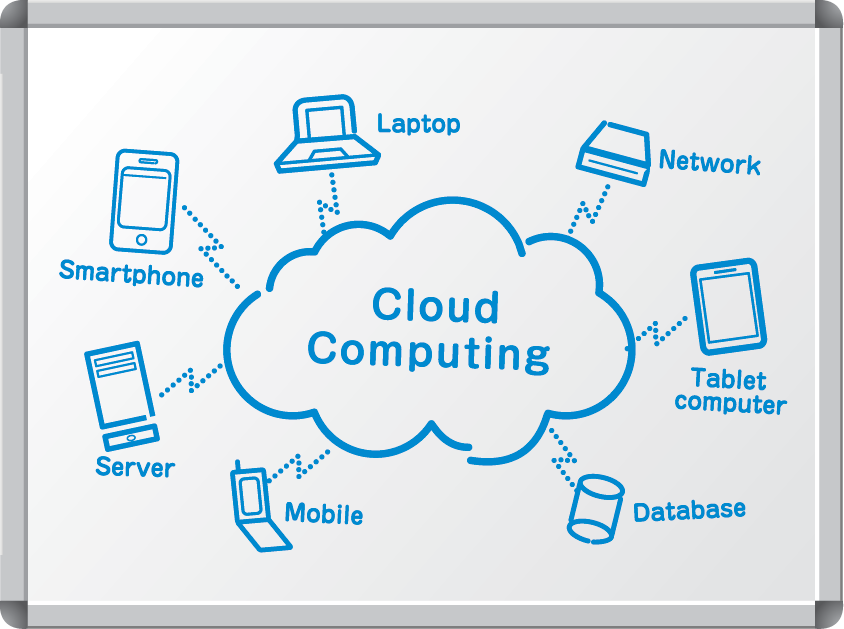 Laptop
Network
Smartphone
Cloud
Computing
Tablet
computer
Server
Mobile
Database